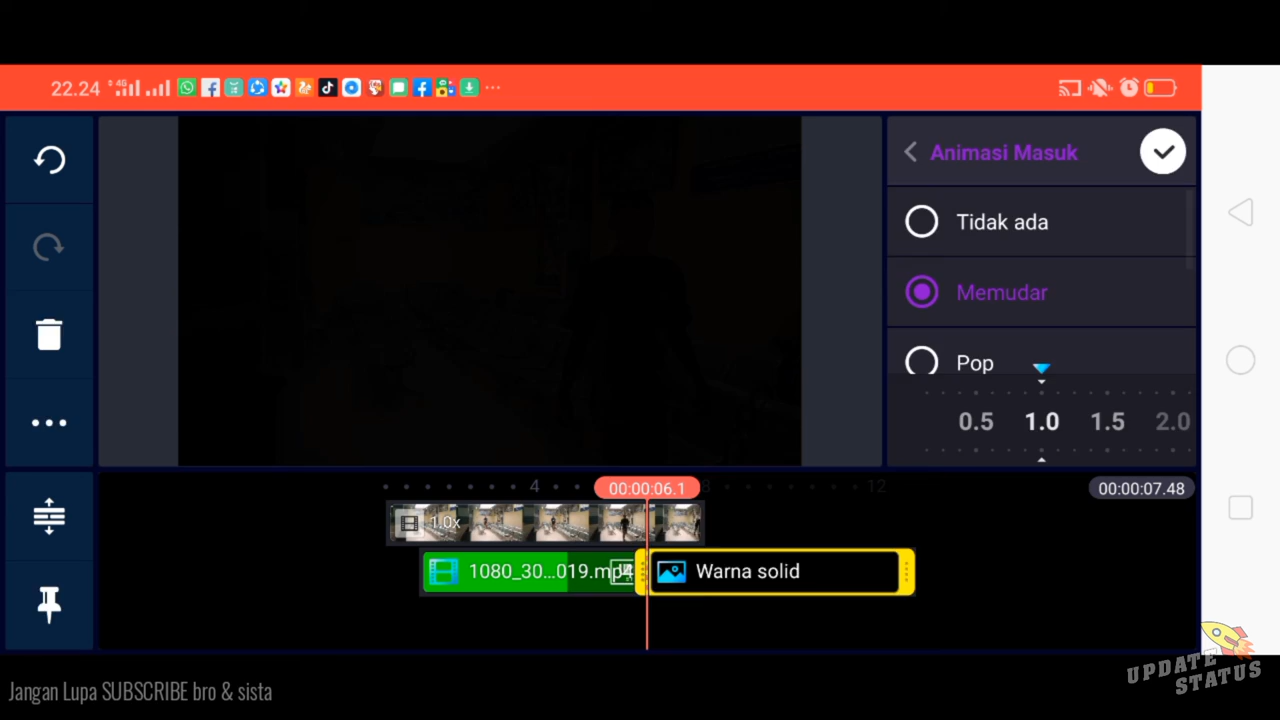 22.24
Animasi Masuk
Tidak ada
Memudar
Pop
0.5 1.0 1.5 2.0
4 00:00:06.1 8 12 00:00:07.48
1.0x
1080_30...019.mp4 Warna solid
UPDATE
STATUS
Jangan Lupa SUBSCRIBE bro & sista